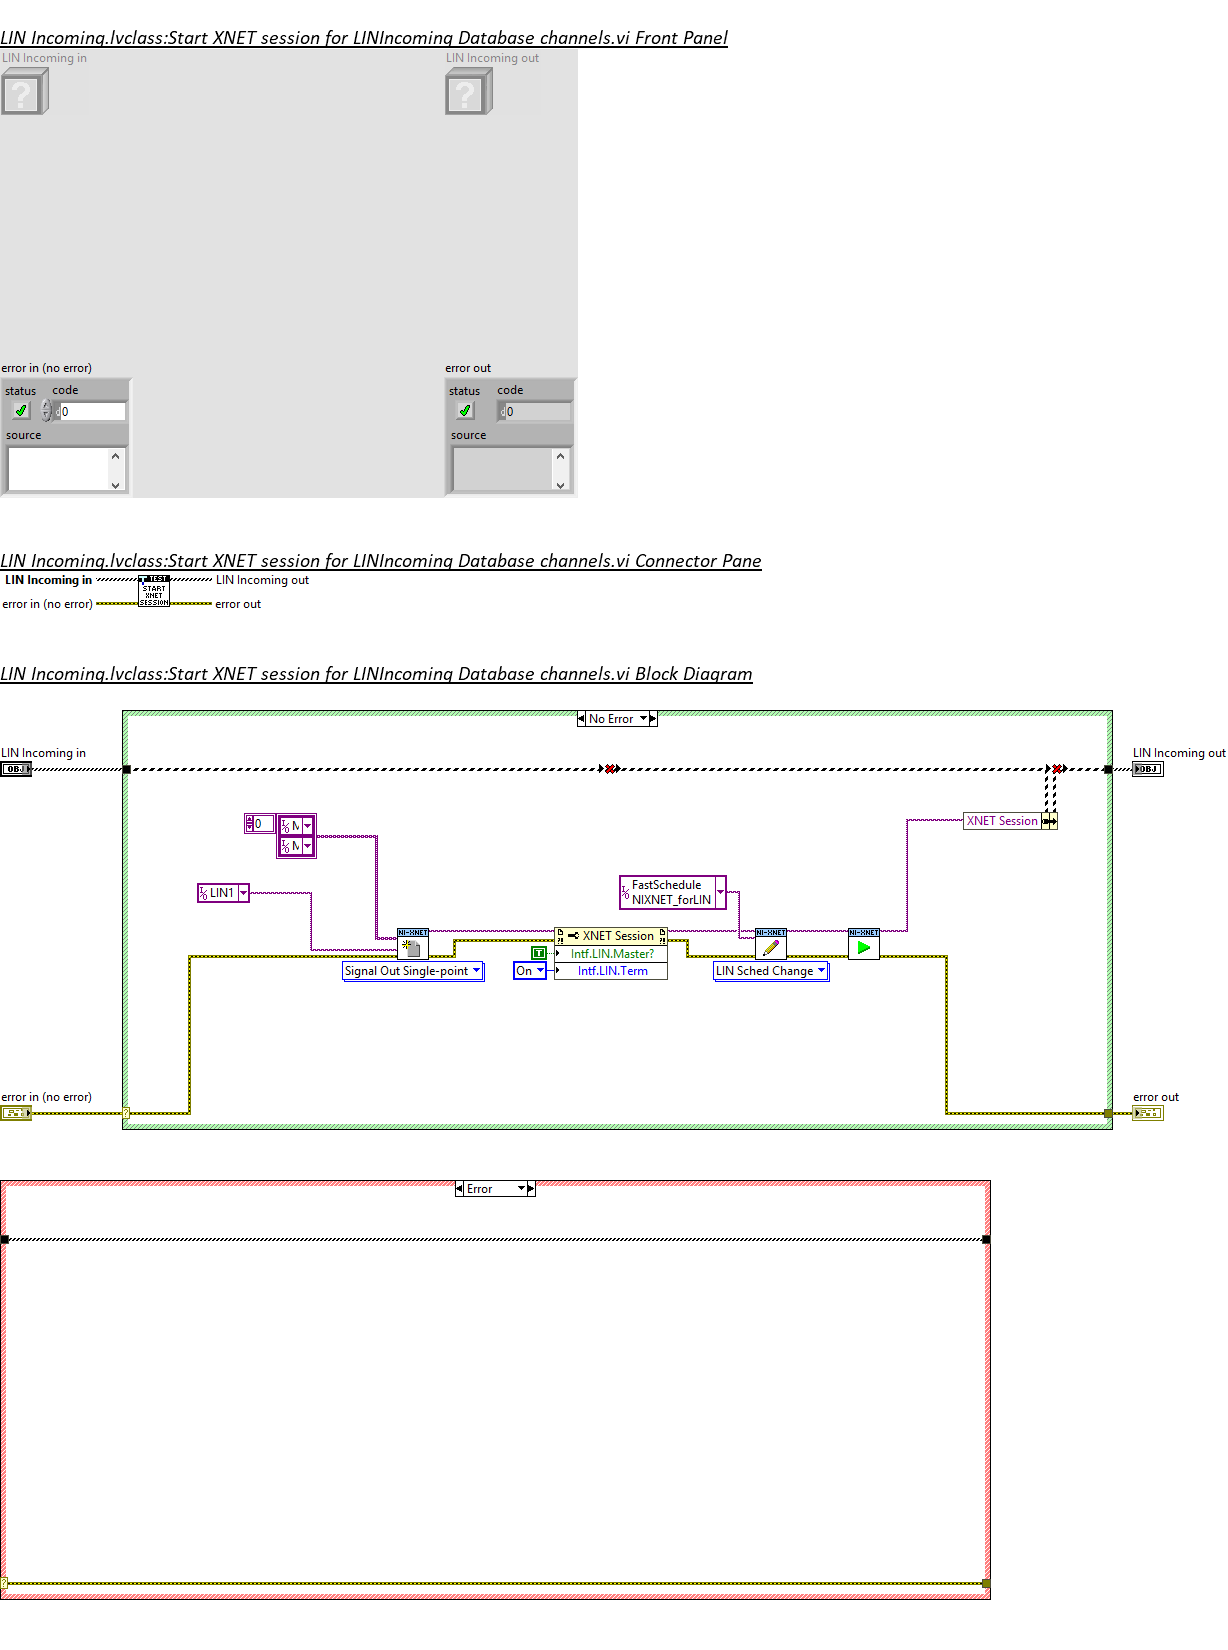 LIN Incoming.lvclass:Start XNET session for LINIncoming Database channels.vi Front Panel
LIN Incoming in
LIN Incoming out
?
?
error in (no error)
error out
status
code
status
code
d
0
d
0
source
source
LIN Incoming.lvclass:Start XNET session for LINIncoming Database channels.vi Connector Pane
LIN Incoming in
TEST
LIN Incoming out
START
XNET
SESSION
error in (no error)
error out
LIN Incoming.lvclass:Start XNET session for LINIncoming Database channels.vi Block Diagram
No Error
LIN Incoming in
LIN Incoming out
OBJ
OBJ
0
I/O M
I/O M
XNET Session
I/O LIN1
FastSchedule
I/O NIXNET_forLIN
NI-XNET
XNET Session
NI-XNET
NI-XNET
T
Intf.LIN.Master?
Signal Out Single-point
On
Intf.LIN.Term
LIN Sched Change
error in (no error)
error out
?
Error
?